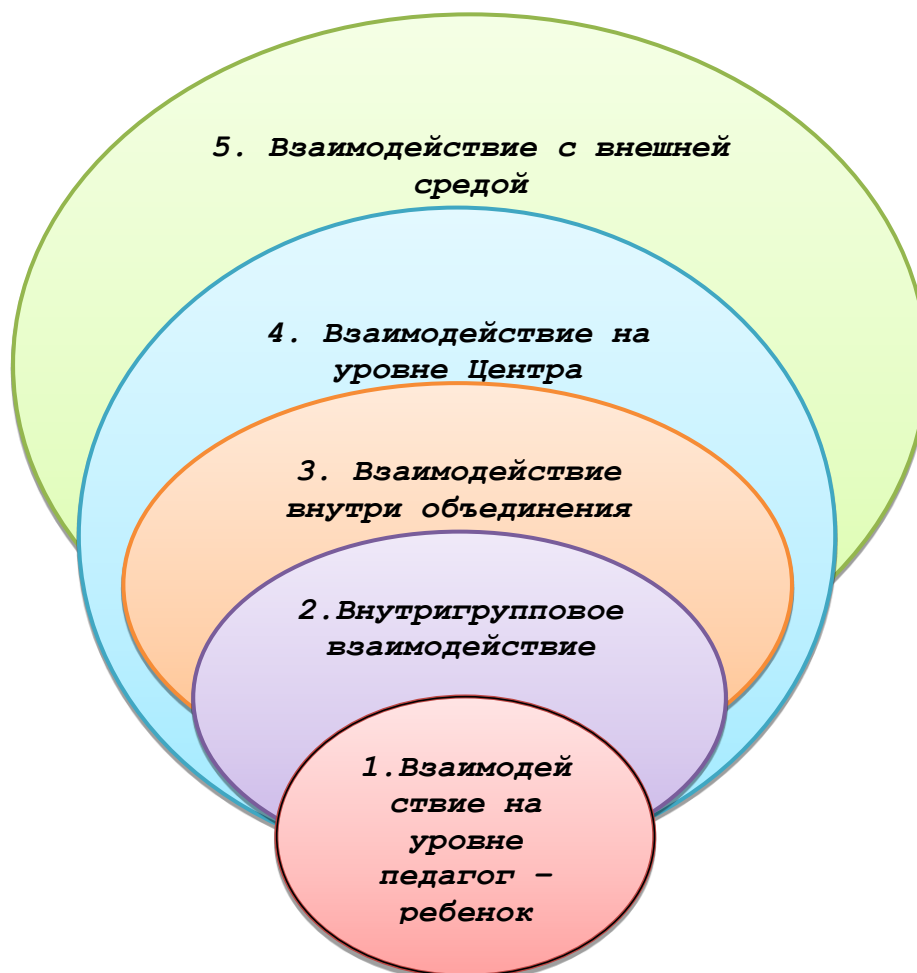 5. Взаимодействие с внешней
средой
4. Взаимодействие на
уровне Центра
3. Взаимодействие
внутри объединения
2.Внутригрупповое
взаимодействие
1.Взаимодей
ствие на
уровне
педагог –
ребенок